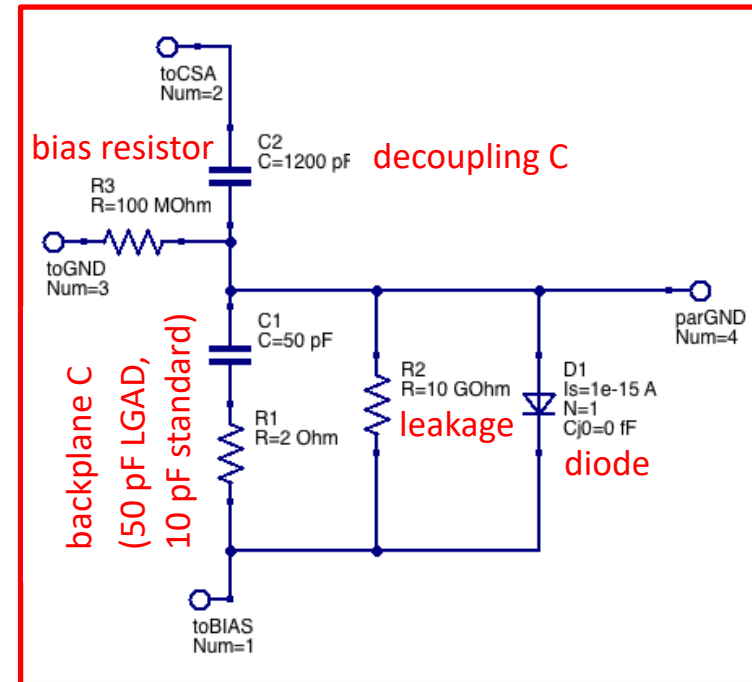 toCSA
Num=2
bias resistor
C2
C=1200 pF
decoupling C
R3
R=100 MOhm
toGND
Num=3
parGND
Num=4
C1
C=50 pF
R2
R=10 GOhm
leakage
D1
Is=1e-15 A
N=1
Cj0=0 fF
diode
R1
R=2 Ohm
backplane C
(50 pF LGAD,
10 pF standard)
toBIAS
Num=1